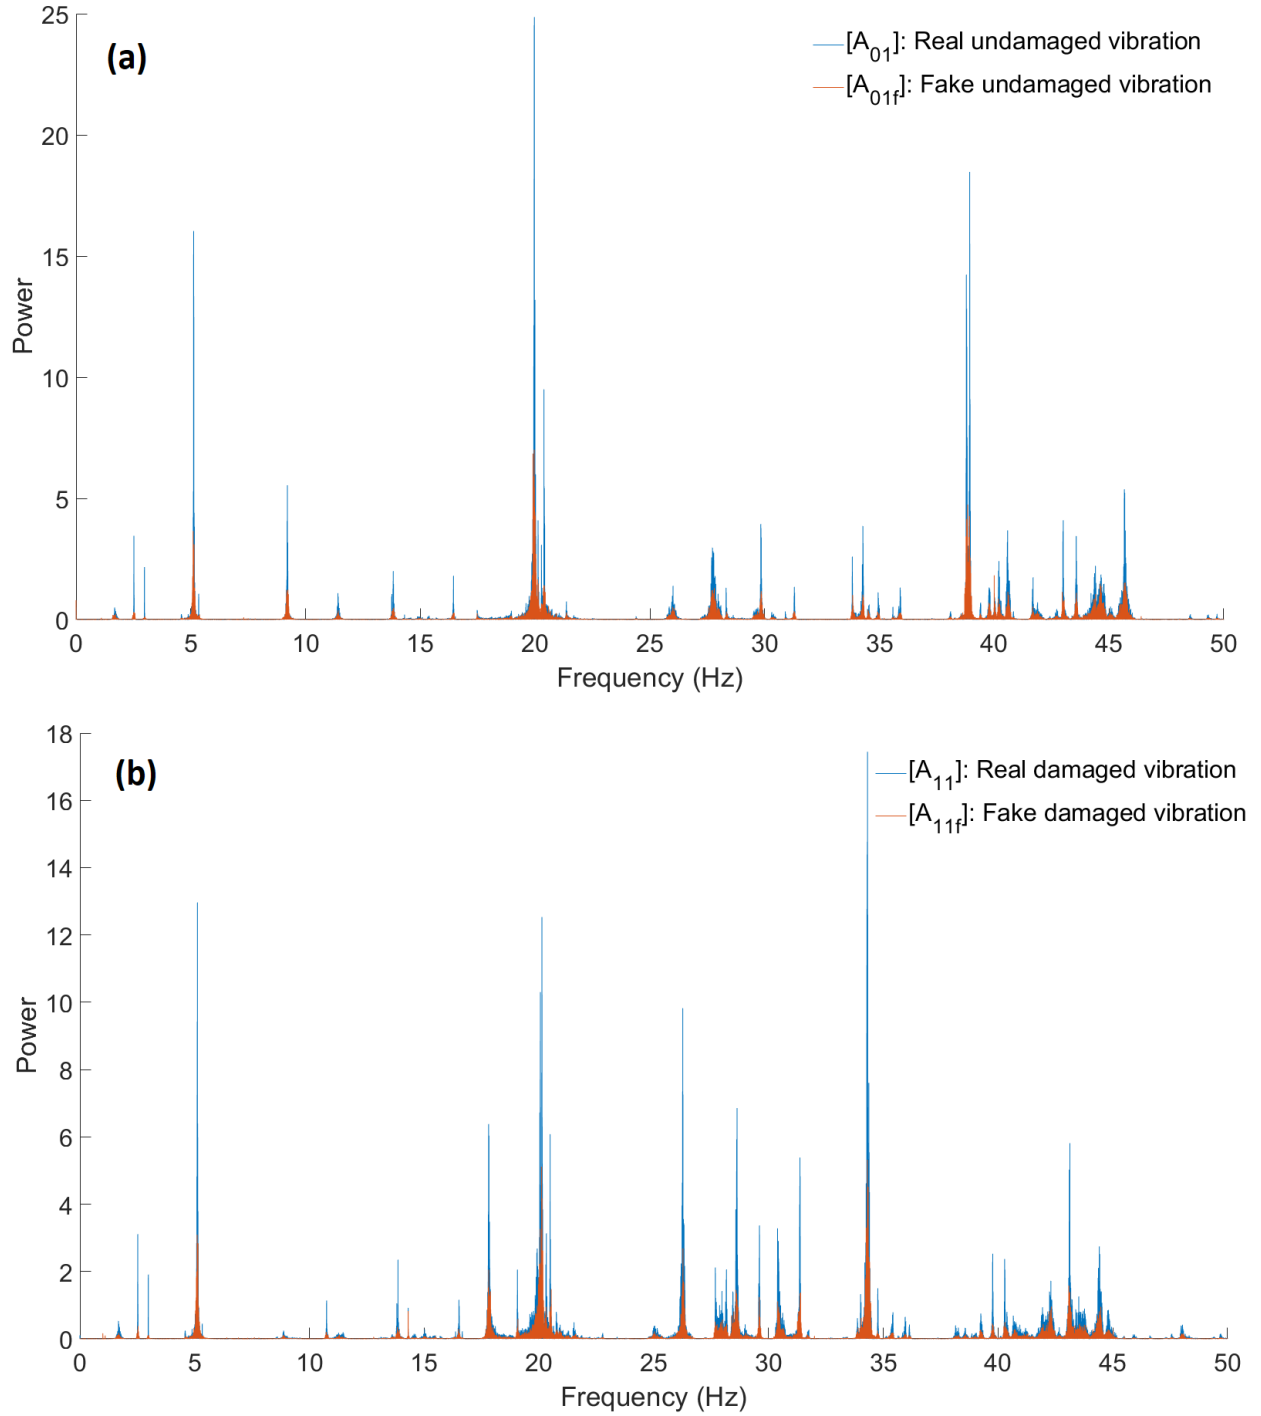 25
(a)
[A01]: Real undamaged vibration
[A01f]: Fake undamaged vibration
20
15
Power
10
5
0
0 5 10 15 20 25 30 35 40 45 50
Frequency (Hz)
18
(b)
[A11]: Real damaged vibration
[A11f]: Fake damaged vibration
16
14
12
10
Power
8
6
4
2
0
0 5 10 15 20 25 30 35 40 45 50
Frequency (Hz)